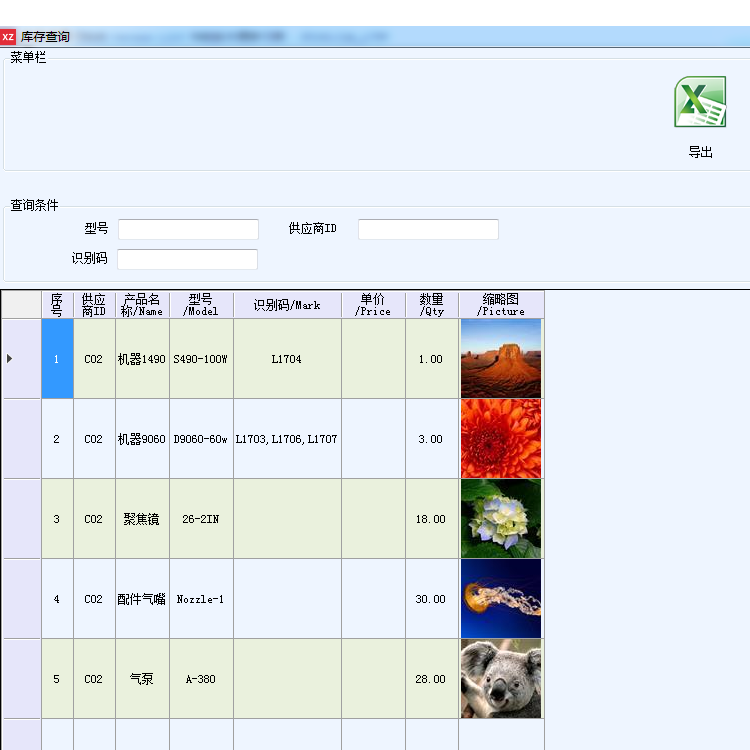 XZ 库存查询
菜单栏
导出
查询条件
型号 供应商ID
识别码
序号 供应商ID 产品名称/Name 型号/Model 识别码/Mark 单价/Price 数量/Qty 缩略图/Picture
1 C02 机器1490 S490-100W L1704 1.00
2 C02 机器9060 D9060-60w L1703,L1706,L1707 3.00
3 C02 聚焦镜 26-2IN 18.00
4 C02 配件气嘴 Nozzle-1 30.00
5 C02 气泵 A-380 28.00